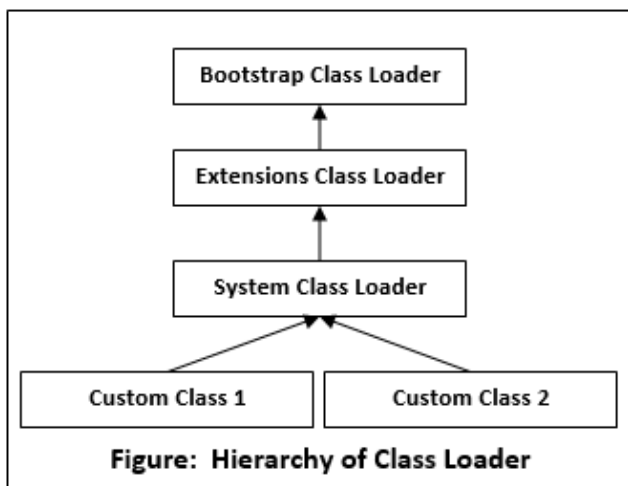 Bootstrap Class Loader
Extensions Class Loader
System Class Loader
Custom Class 1
Custom Class 2
Figure:  Hierarchy of Class Loader